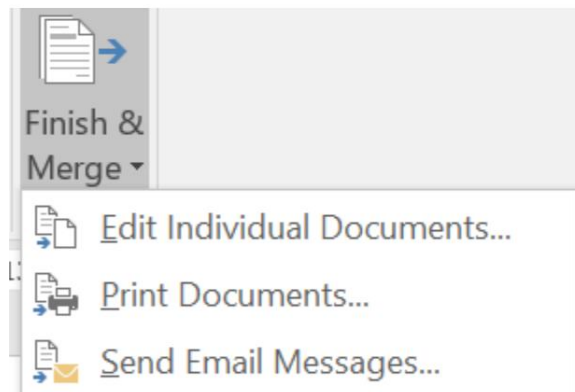 Finish &
Merge
Edit Individual Documents...
Print Documents...
Send Email Messages...